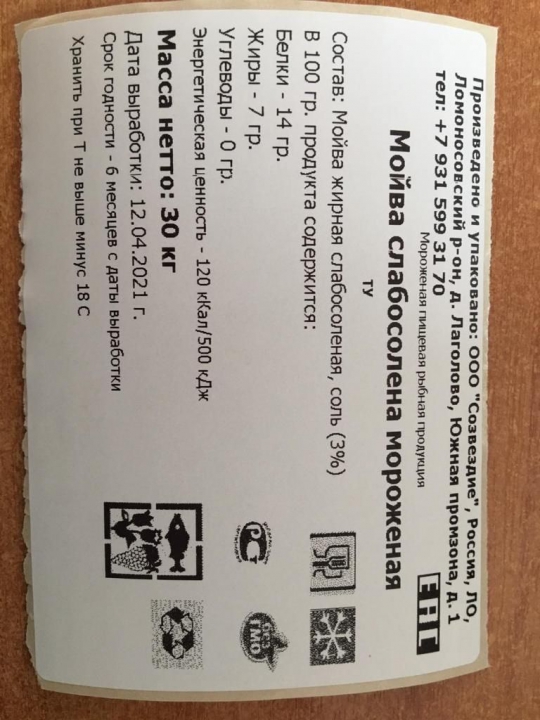 Произведено и упаковано: ООО "Созвездие", Россия, ЛО,
Ломоносовский р-он, д. Лаголово, Южная промзона, д. 1
тел: +7 931 599 31 70
Мороженая пищевая рыбная продукция
EAC
Мойва слабосолена мороженая
ТУ
Состав: Мойва жирная слабосоленая, соль (3%)
В 100 гр. продукта содержится:
Белки - 14 гр.
Жиры - 7 гр.
Углеводы - 0 гр.
Энергетическая ценность - 120 кКал/500 кДж
Масса нетто: 30 кг
Дата выработки: 12.04.2021 г.
Срок годности - 6 месяцев с даты выработки
Хранить при Т не выше минус 18 С
РСТ
без ГМО